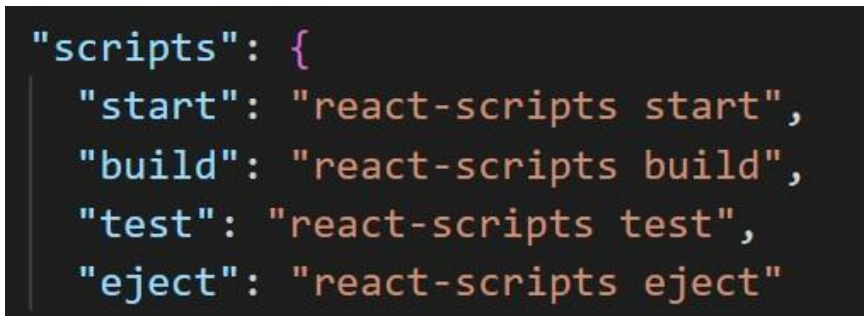 "scripts": {
"start": "react-scripts start",
"build": "react-scripts build",
"test": "react-scripts test",
"eject": "react-scripts eject"